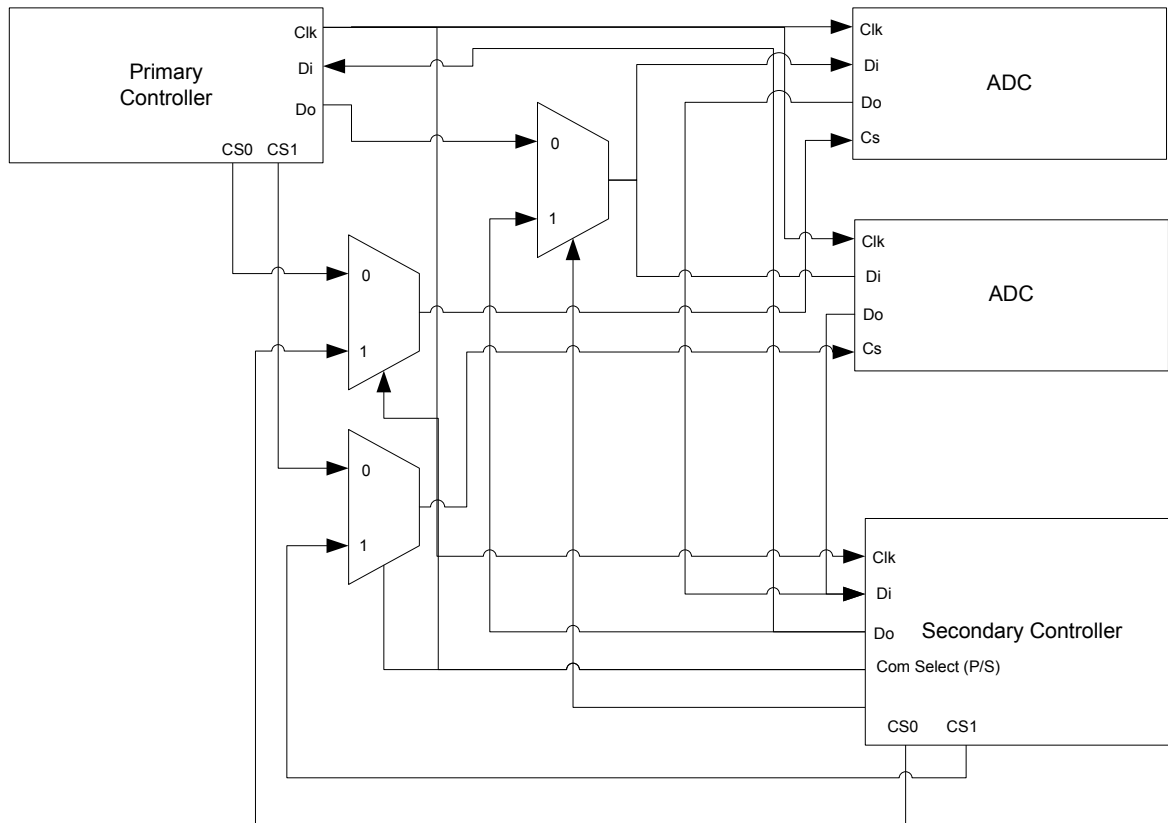 Primary
Controller
Clk
Di
Do
CS0 CS1
ADC
Clk
Di
Do
Cs
0
1
ADC
Clk
Di
Do
Cs
0
1
0
1
Secondary Controller
Clk
Di
Do
Com Select (P/S)
CS0 CS1